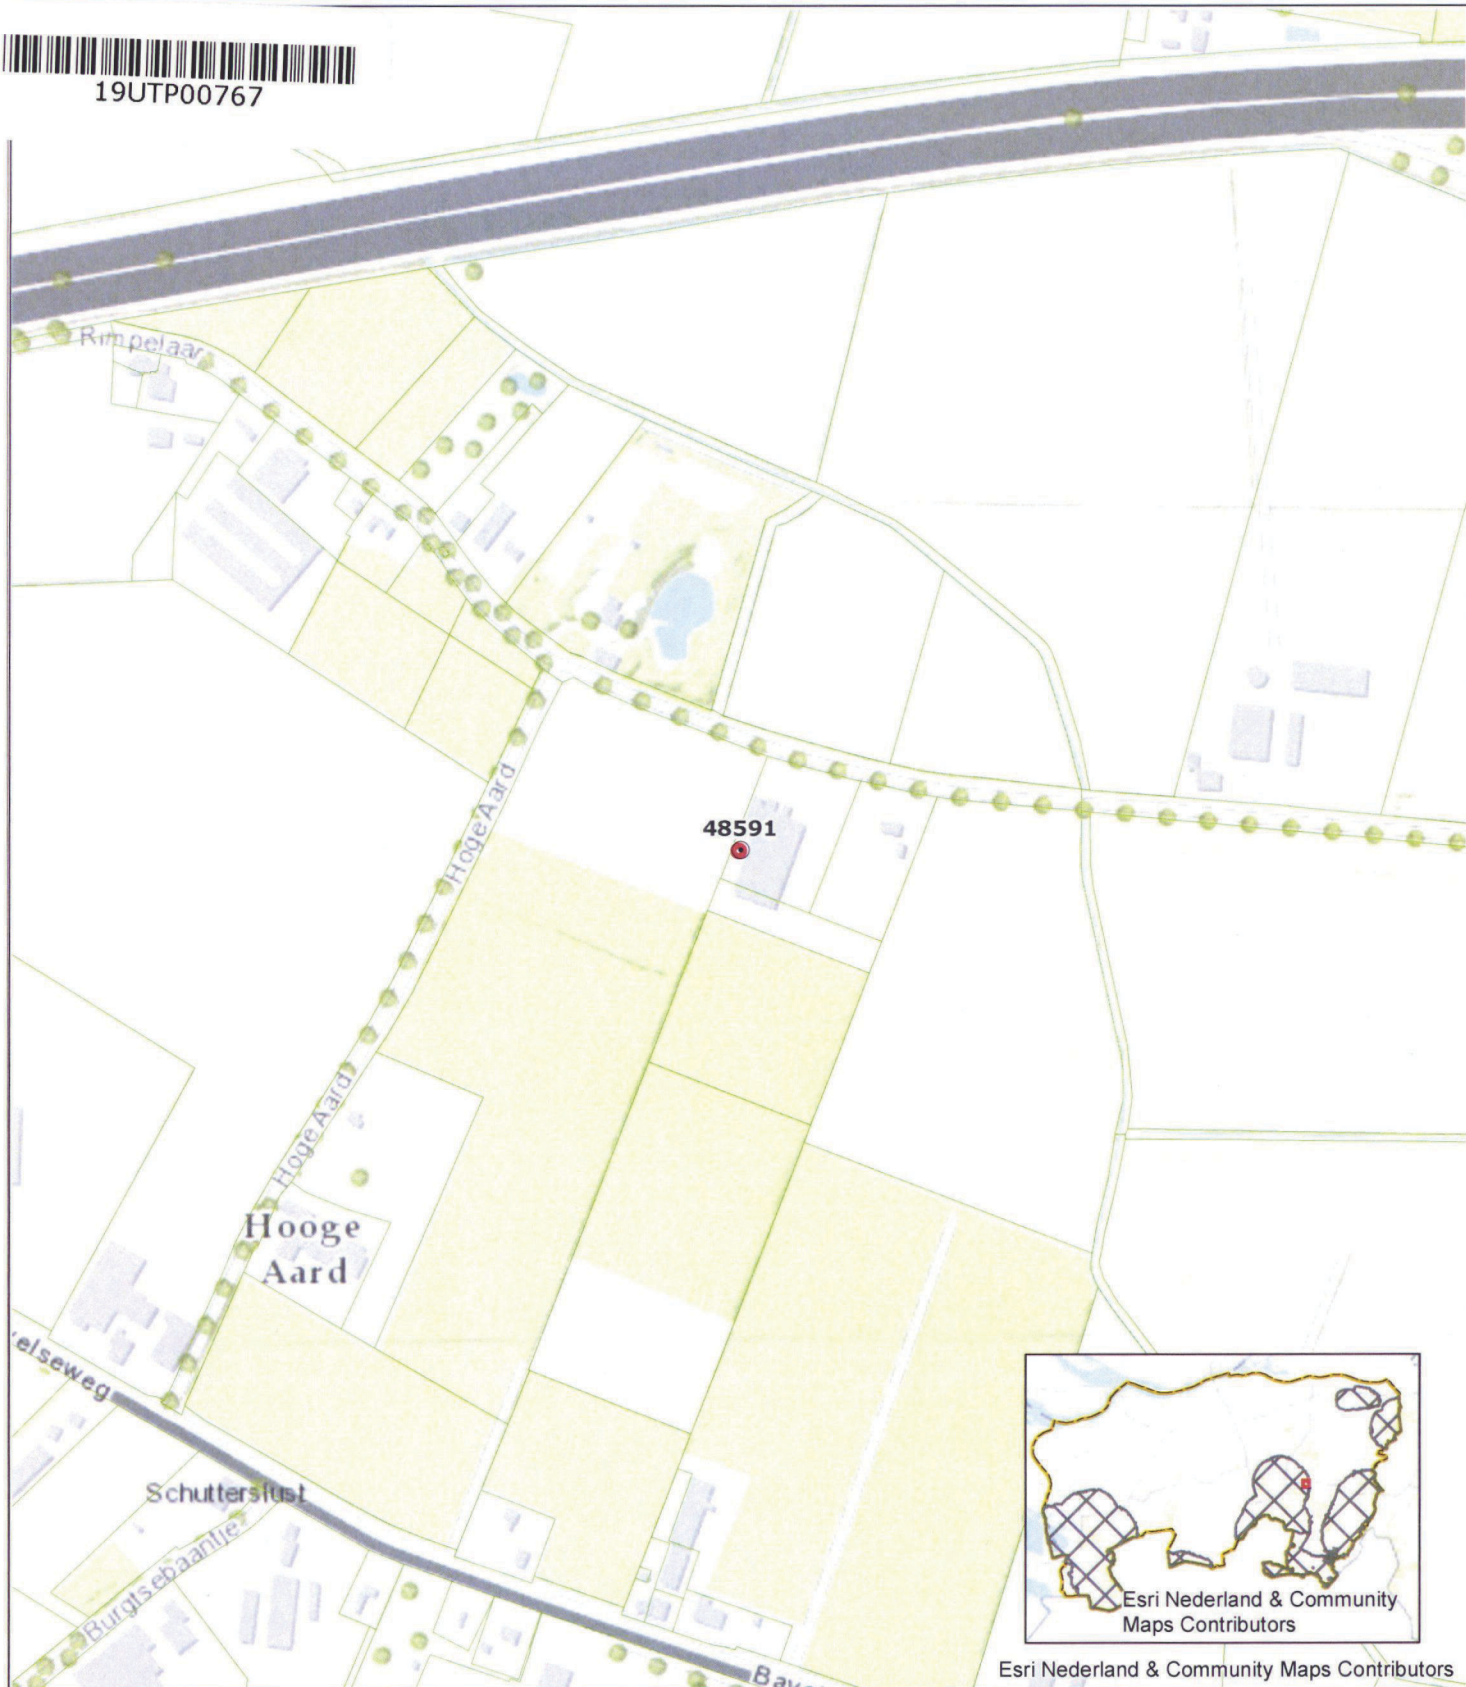 19UTP00767
Rimpelaar
48591
Hoge Aard
Hoge Aard
Hooge
Aard
elseweg
Schutterslust
Burgtsebaantje
Esri Nederland & Community
Maps Contributors
Esri Nederland & Community Maps Contributors